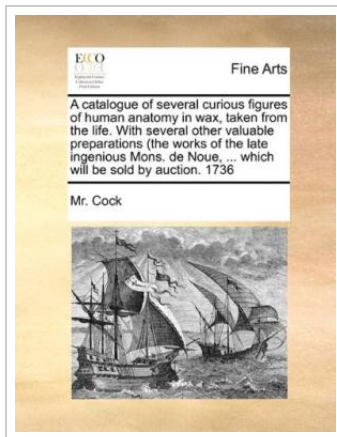 ECCO
Fine Arts
A catalogue of several curious figures
of human anatomy in wax, taken from
the life. With several other valuable
preparations (the works of the late
ingenious Mons. de Noue, ... which
will be sold by auction. 1736
Mr. Cock